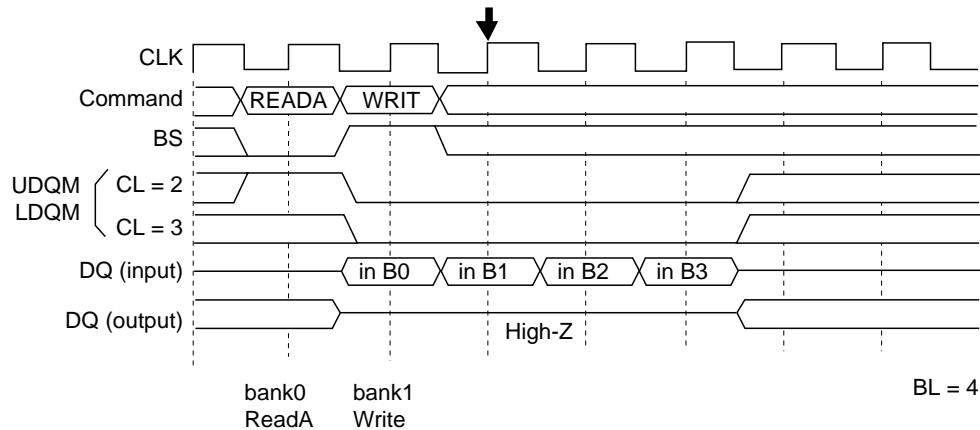 CLK
Command READA WRIT
BS
UDQM
LDQM
CL = 2
CL = 3
DQ (input) in B0 in B1 in B2 in B3
DQ (output) High-Z
bank0 bank1 BL = 4
ReadA Write